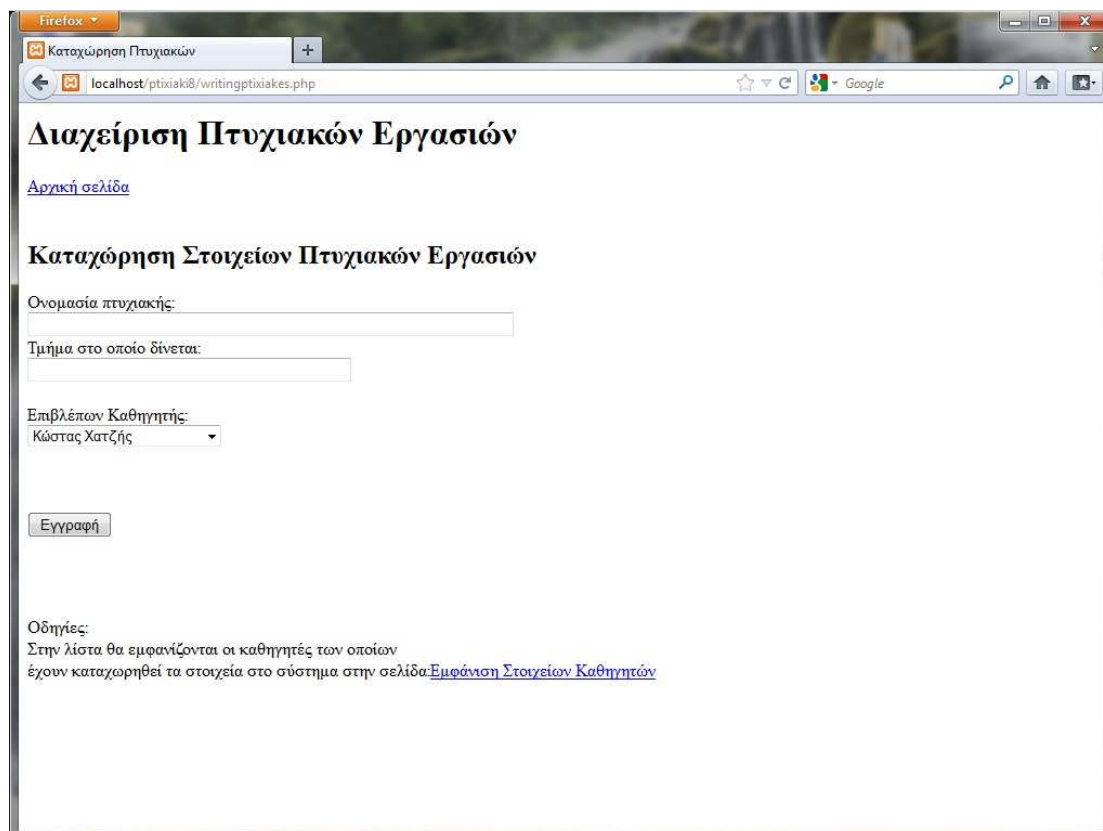 Firefox
Καταχώρηση Πτυχιακών
localhost/ptixiaki8/writingptixiakes.php
Google
Διαχείριση Πτυχιακών Εργασιών
Αρχική σελίδα
Καταχώρηση Στοιχείων Πτυχιακών Εργασιών
Ονομασία πτυχιακής:
Τμήμα στο οποίο δίνεται:
Επιβλέπων Καθηγητής:
Κώστας Χατζής
Εγγραφή
Οδηγίες:
Στην λίστα θα εμφανίζονται οι καθηγητές των οποίων
έχουν καταχωρηθεί τα στοιχεία στο σύστημα στην σελίδα:Εμφάνιση Στοιχείων Καθηγητών